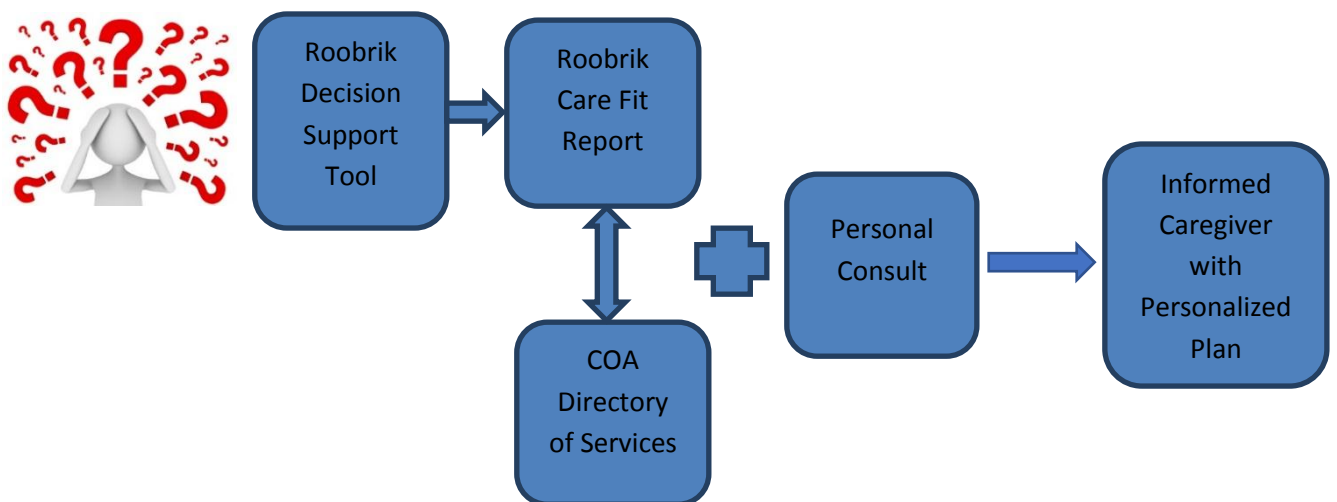 Roobrik
Decision
Support
Tool
Roobrik
Care Fit
Report
COA
Directory
of Services
Personal
Consult
Informed
Caregiver
with
Personalized
Plan